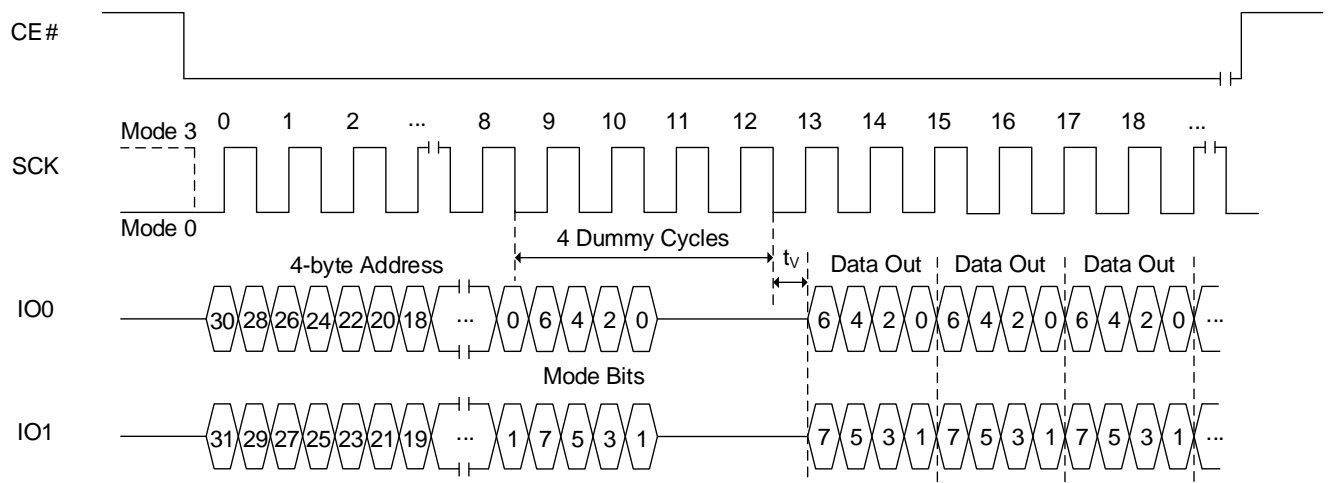 CE#
Mode 3
0 1 2 ... 8 9 10 11 12 13 14 15 16 17 18 ...
SCK
Mode 0
4 Dummy Cycles
4-byte Address
tV
Data Out Data Out Data Out
IO0
30 28 26 24 22 20 18 ... 0 6 4 2 0 6 4 2 0 6 4 2 0 6 4 2 0 ...
Mode Bits
IO1
31 29 27 25 23 21 19 ... 1 7 5 3 1 7 5 3 1 7 5 3 1 7 5 3 1 ...